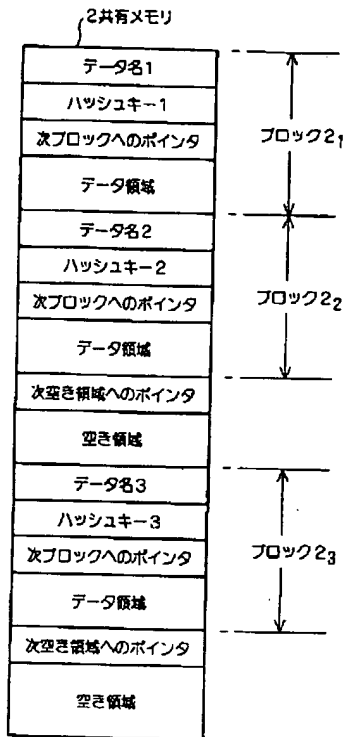 2共有メモリ
データ名1
ハッシュキー1
次ブロックへのポインタ
データ領域
ブロック2₁
データ名2
ハッシュキー2
次ブロックへのポインタ
データ領域
ブロック2₂
次空き領域へのポインタ
空き領域
データ名3
ハッシュキー3
次ブロックへのポインタ
データ領域
ブロック2₃
次空き領域へのポインタ
空き領域